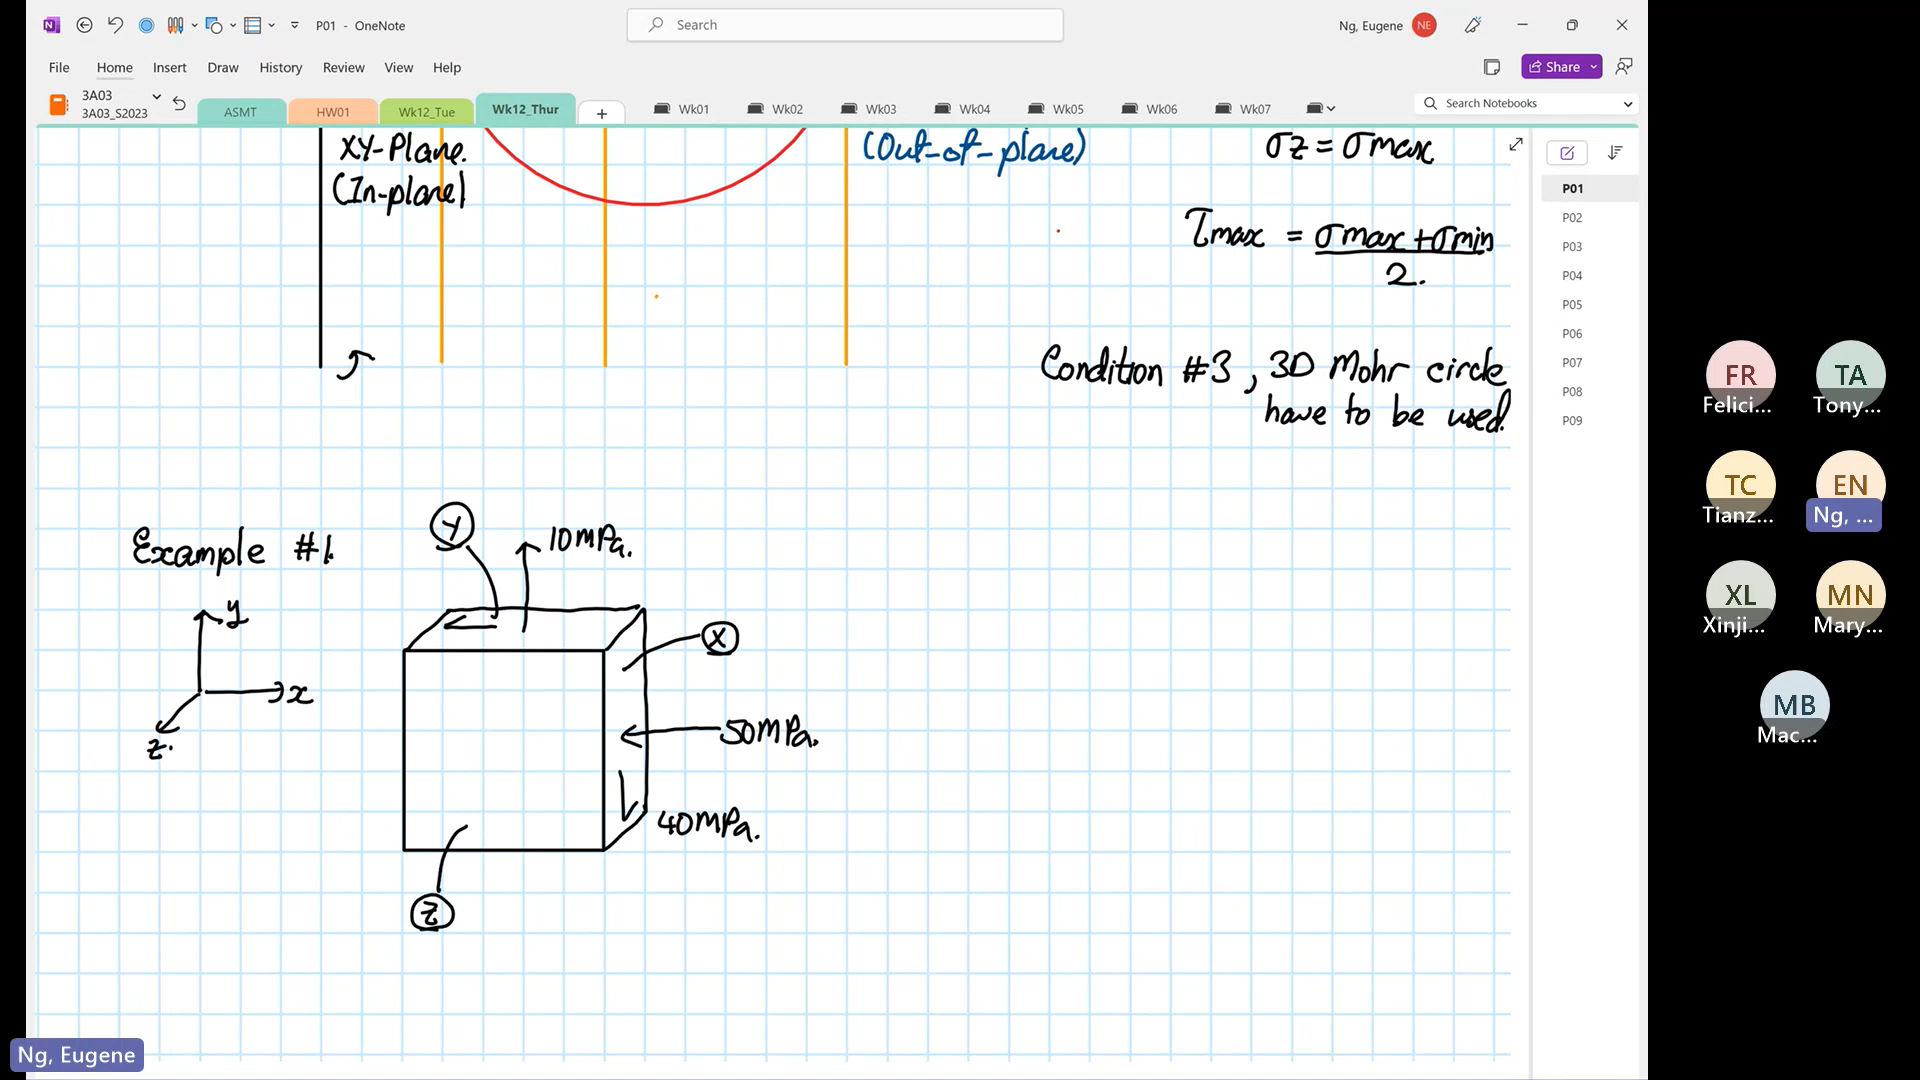 P01 - OneNote
Search
Ng, Eugene
NE
File
Home
Insert
Draw
History
Review
View
Help
Share
3A03
3A03_S2023
ASMT
HW01
Wk12_Tue
Wk12_Thur
+
Wk01
Wk02
Wk03
Wk04
Wk05
Wk06
Wk07
Search Notebooks
P01
P02
P03
P04
P05
P06
P07
P08
P09
XY-Plane.
(In-plane)
(Out-of-plane)
σz = σmax
τmax = σmax + σmin
2.
Condition #3, 3D Mohr circle
have to be used.
Example #1.
y
x
z.
Y
10mPa.
X
50mPa.
40mPa.
Z
FR
Felici...
TA
Tony...
TC
Tianz...
EN
Ng, ...
XL
Xinji...
MN
Mary...
MB
Mac...
Ng, Eugene